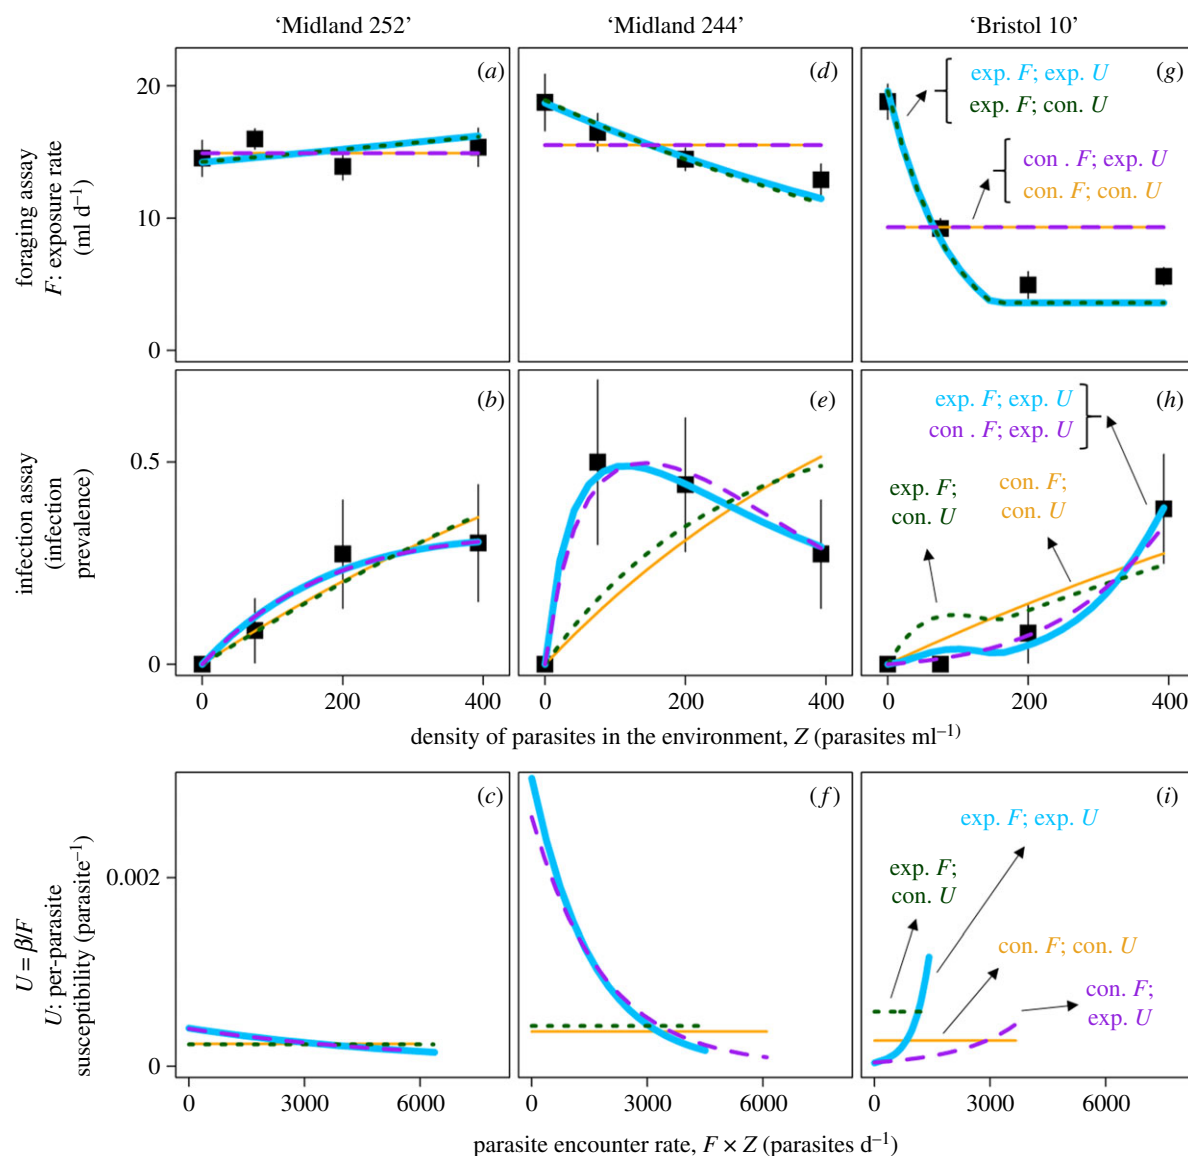 ‘Midland 252’
‘Midland 244’
‘Bristol 10’
foraging assay
F: exposure rate
(ml d–1)
20
10
0
(a)
(d)
(g)
exp. F; exp. U
exp. F; con. U
con . F; exp. U
con. F; con. U
infection assay
(infection
prevalence)
0.5
0
(b)
(e)
(h)
exp. F; exp. U
con . F; exp. U
exp. F;
con. U
con. F;
con. U
0
200
400
0
200
400
0
200
400
density of parasites in the environment, Z (parasites ml–1)
U = β/F
U: per-parasite
susceptibility (parasite–1)
0.002
0
(c)
(f)
(i)
exp. F; exp. U
exp. F;
con. U
con. F; con. U
con. F;
exp. U
0
3000
6000
0
3000
6000
0
3000
6000
parasite encounter rate, F × Z (parasites d–1)